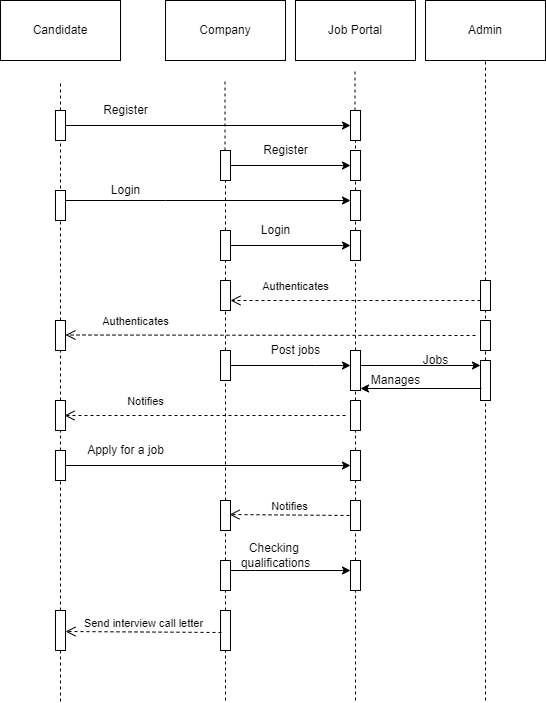 Candidate
Company
Job Portal
Admin
Register
Register
Login
Login
Authenticates
Authenticates
Post jobs
Jobs
Manages
Notifies
Apply for a job
Notifies
Checking
qualifications
Send interview call letter